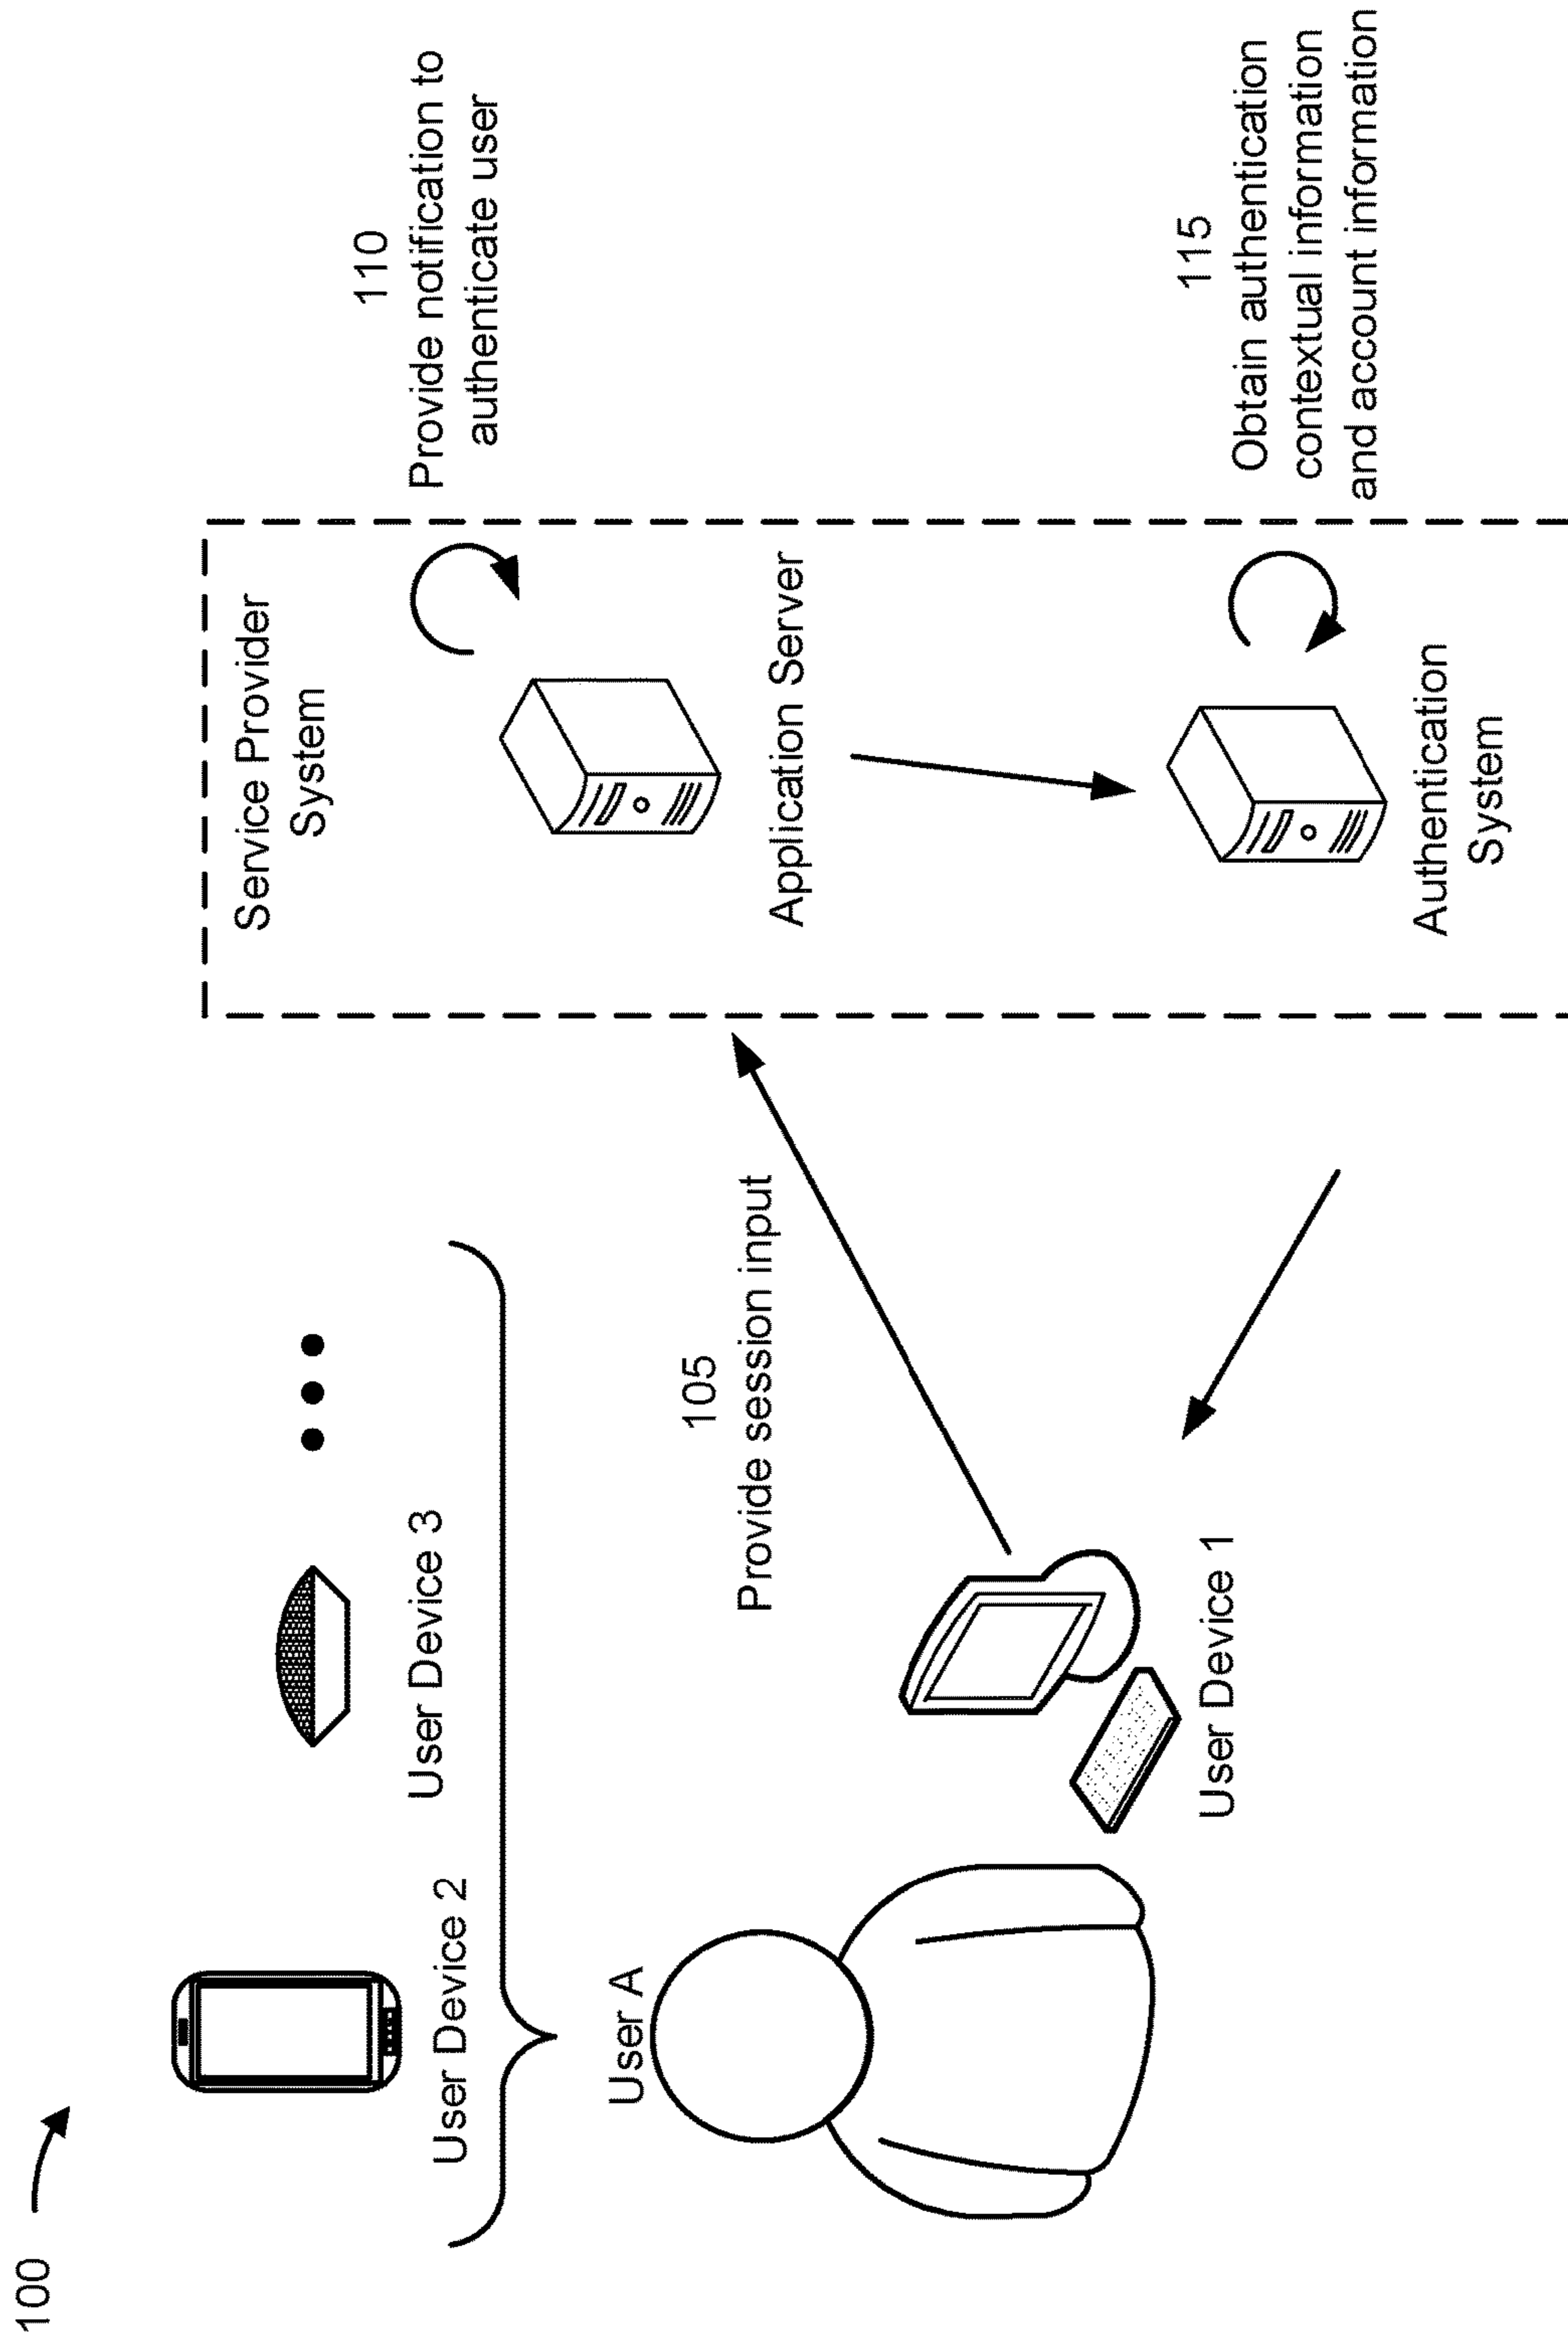 100
User Device 2
User Device 3
User A
User Device 1
105
Provide session input
Service Provider
System
110
Provide notification to
authenticate user
Application Server
115
Obtain authentication
contextual information
and account information
Authentication
System